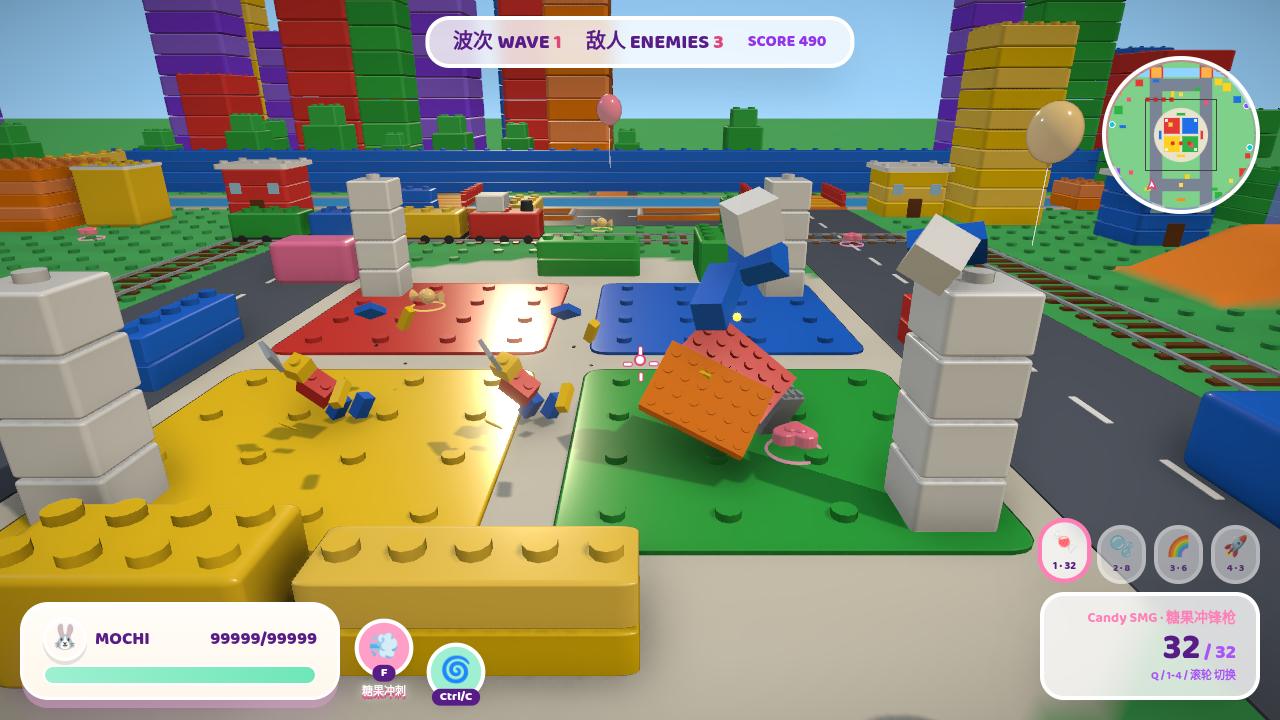 波次 WAVE 1 敌人 ENEMIES 3 SCORE 490
1·32 2·8 3·6 4·3
MOCHI 99999/99999
F
糖果冲刺
Ctrl/C
Candy SMG · 糖果冲锋枪
32 / 32
Q / 1-4 / 滚轮 切换